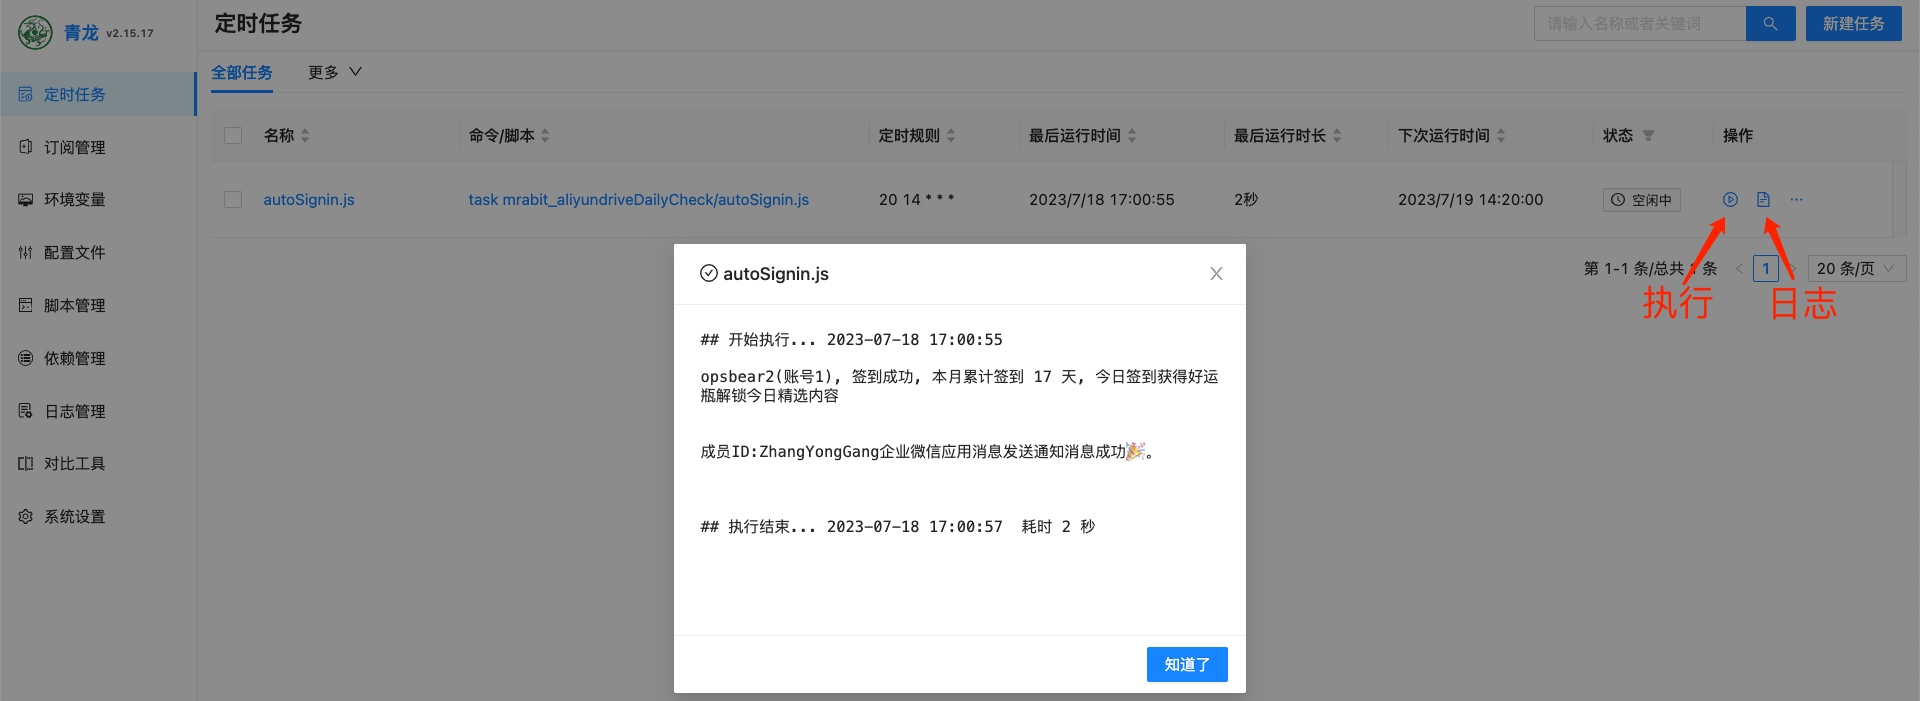 青龙 v2.15.17
定时任务
请输入名称或者关键词
新建任务
定时任务
订阅管理
环境变量
配置文件
脚本管理
依赖管理
日志管理
对比工具
系统设置
全部任务 更多
名称 命令/脚本 定时规则 最后运行时间 最后运行时长 下次运行时间 状态 操作
autoSignin.js task mrabit_aliyundriveDailyCheck/autoSignin.js 20 14 * * * 2023/7/18 17:00:55 2秒 2023/7/19 14:20:00 空闲中 ...
第 1-1 条/总共 1 条 < 1 > 20 条/页
执行 日志
autoSignin.js
## 开始执行... 2023-07-18 17:00:55
opsbear2(账号1), 签到成功, 本月累计签到 17 天, 今日签到获得好运
瓶解锁今日精选内容
成员ID:ZhangYongGang企业微信应用消息发送通知消息成功🎉。
## 执行结束... 2023-07-18 17:00:57 耗时 2 秒
知道了